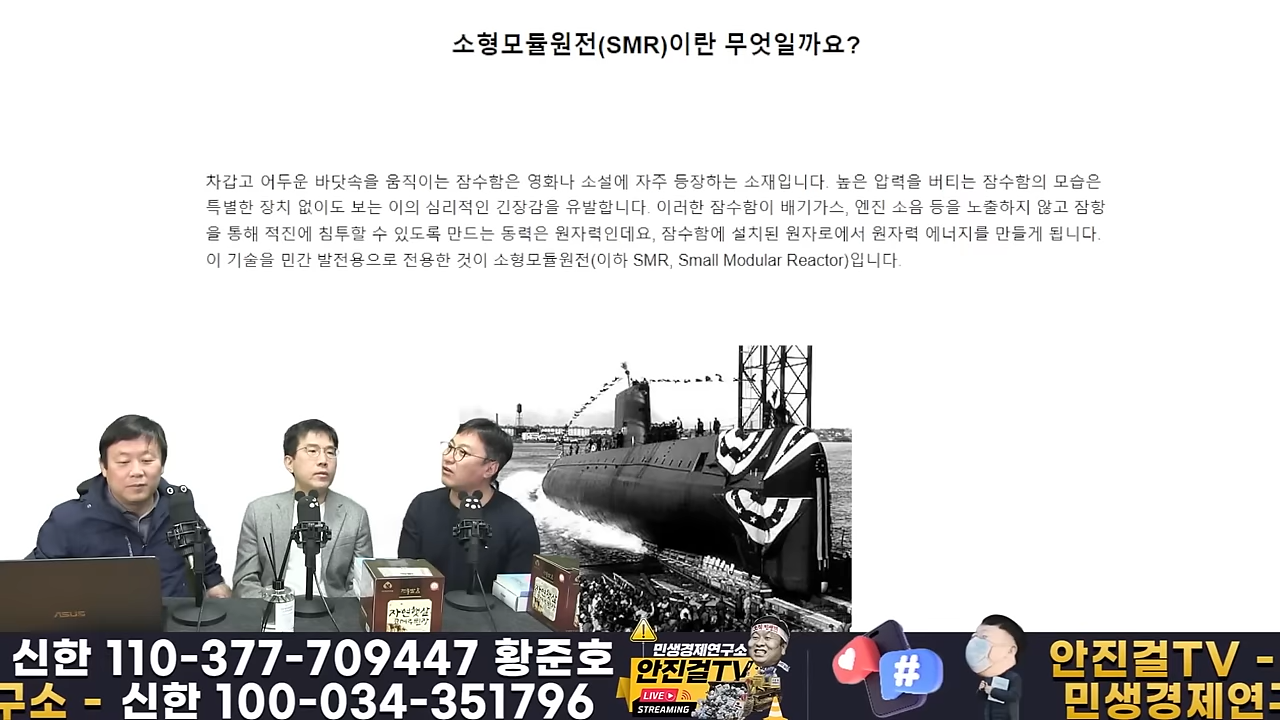 소형모듈원전(SMR)이란 무엇일까요?
차갑고 어두운 바닷속을 움직이는 잠수함은 영화나 소설에 자주 등장하는 소재입니다. 높은 압력을 버티는 잠수함의 모습은
특별한 장치 없이도 보는 이의 심리적인 긴장감을 유발합니다. 이러한 잠수함이 배기가스, 엔진 소음 등을 노출하지 않고 잠항
을 통해 적진에 침투할 수 있도록 만드는 동력은 원자력인데요, 잠수함에 설치된 원자로에서 원자력 에너지를 만들게 됩니다.
이 기술을 민간 발전용으로 전용한 것이 소형모듈원전(이하 SMR, Small Modular Reactor)입니다.
ASUS
신한 110-377-709447 황준호
구소 - 신한 100-034-351796
민생경제연구소
안진걸TV
LIVE
STREAMING
#
안진걸TV -
민생경제연구